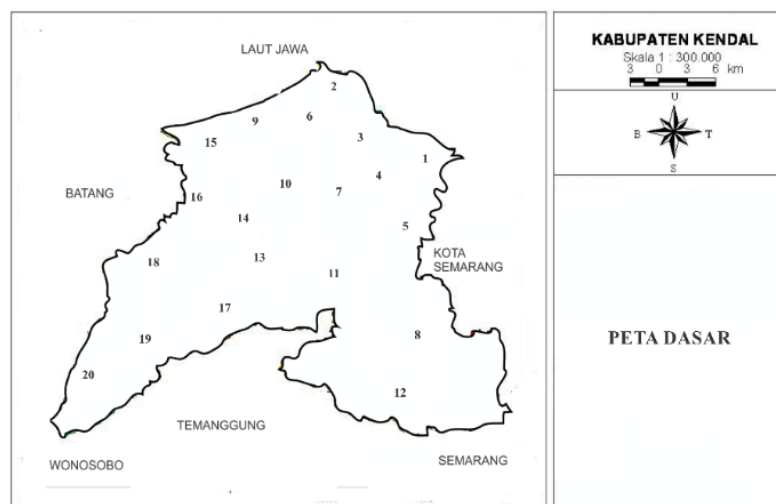 LAUT JAWA
2
6
9
3
15
1
4
10
7
BATANG
16
14
5
KOTA
SEMARANG
13
18
11
17
8
19
20
12
TEMANGGUNG
WONOSOBO
SEMARANG
KABUPATEN KENDAL
Skala 1 : 300.000
3 0 3 6 km
U
B T
S
PETA DASAR